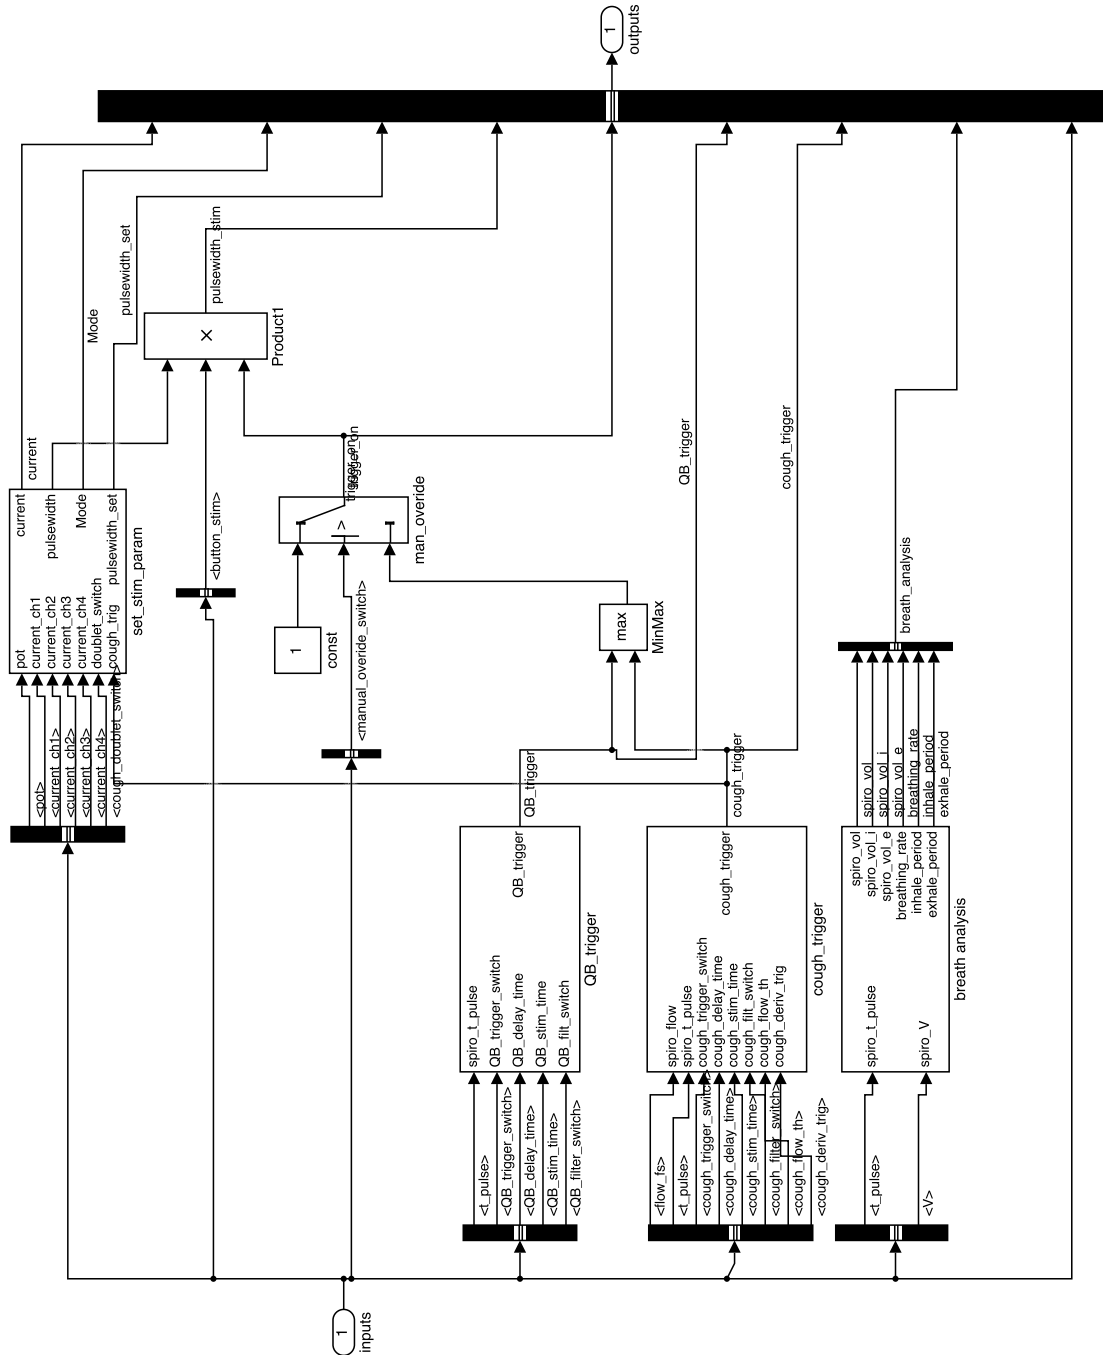 1
outputs
current
Mode
pulsewidth_set
pulsewidth_stim
×
Product1
pot
current_ch1
current_ch2
current_ch3
current_ch4
doublet_switch
cough_trig
current
pulsewidth
Mode
pulsewidth_set
set_stim_param
<pot>
<current_ch1>
<current_ch2>
<current_ch3>
<current_ch4>
<cough_doublet_switch>
<button_stim>
trigger_on
trigger_on
>
man_overide
1
const
<manual_overide_switch>
max
MinMax
QB_trigger
cough_trigger
QB_trigger
cough_trigger
spiro_t_pulse
QB_trigger_switch
QB_delay_time
QB_stim_time
QB_filt_switch
QB_trigger
QB_trigger
<t_pulse>
<QB_trigger_switch>
<QB_delay_time>
<QB_stim_time>
<QB_filter_switch>
spiro_flow
spiro_t_pulse
cough_trigger_switch
cough_delay_time
cough_stim_time
cough_filt_switch
cough_flow_th
cough_deriv_trig
cough_trigger
cough_trigger
<flow_fs>
<t_pulse>
<cough_trigger_switch>
<cough_delay_time>
<cough_stim_time>
<cough_filter_switch>
<cough_flow_th>
<cough_deriv_trig>
breath_analysis
spiro_vol
spiro_vol_i
spiro_vol_e
breathing_rate
inhale_period
exhale_period
spiro_t_pulse
spiro_V
spiro_vol
spiro_vol_i
spiro_vol_e
breathing_rate
inhale_period
exhale_period
breath analysis
<t_pulse>
<V>
1
inputs